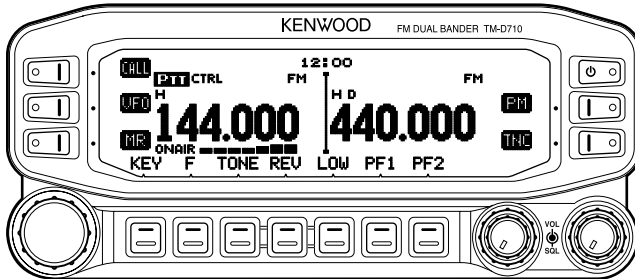 KENWOOD FM DUAL BANDER TM-D710
12:00
CALL PTT CTRL FM FM
H H D
VFO 144.000 440.000 PM
MR TNC
ONAIR
KEY F TONE REV LOW PF1 PF2
VOL
SQL